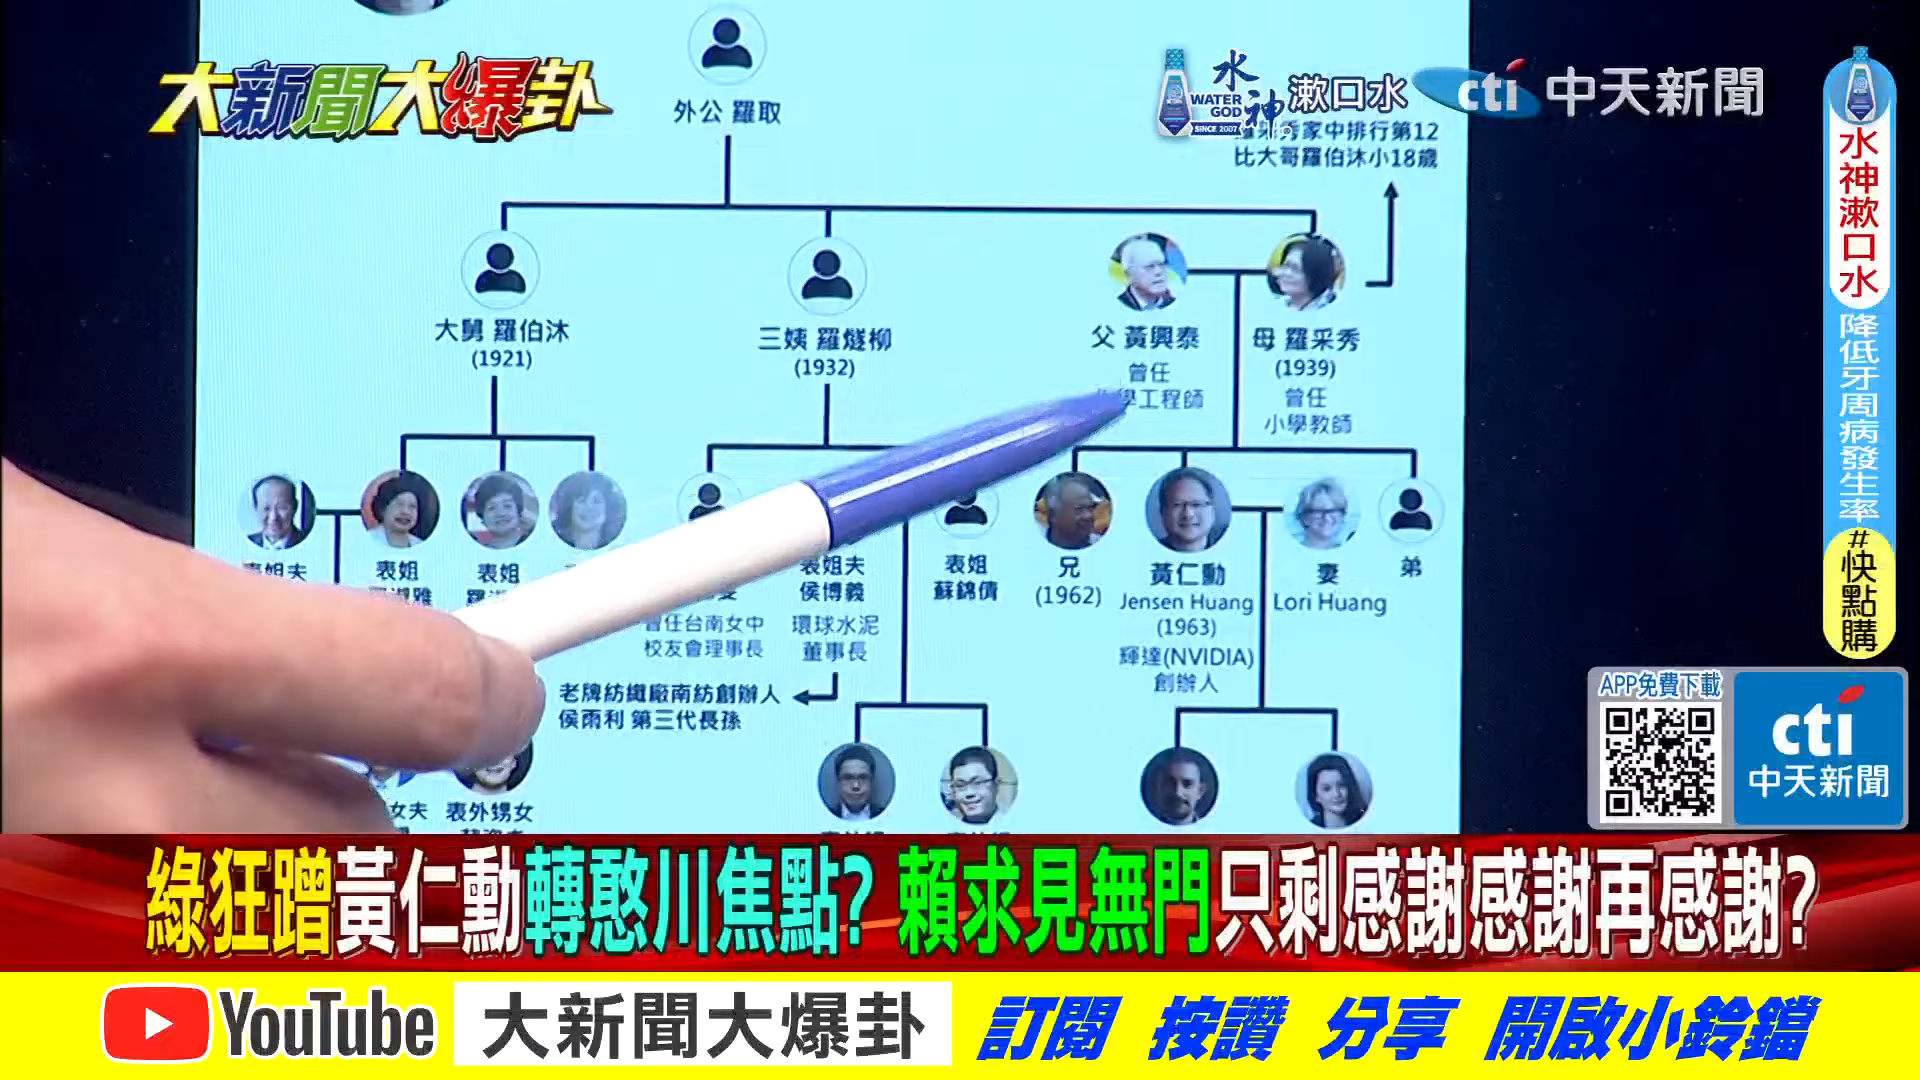 大新聞大爆卦
水神
WATER GOD
SINCE 2007
漱口水
cti 中天新聞
外公 羅取
家中排行第12
比大哥羅伯沐小18歲
大舅 羅伯沐
(1921)
三姨 羅燧柳
(1932)
父 黃興泰
曾任
學工程師
母 羅采秀
(1939)
曾任
小學教師
表姐夫
表姐
表姐
表姐夫
侯博義
環球水泥
董事長
曾任台南女中
校友會理事長
表姐
蘇錦債
兄
(1962)
黃仁勳
Jensen Huang
(1963)
輝達(NVIDIA)
創辦人
妻
Lori Huang
弟
老牌紡織廠南紡創辦人
侯雨利 第三代長孫
女夫
表外甥女
水神漱口水
降低牙周病發生率
#快點購
APP免費下載
cti
中天新聞
綠狂蹭黃仁勳轉憨川焦點? 賴求見無門只剩感謝感謝再感謝?
YouTube 大新聞大爆卦 訂閱 按讚 分享 開啟小鈴鐺